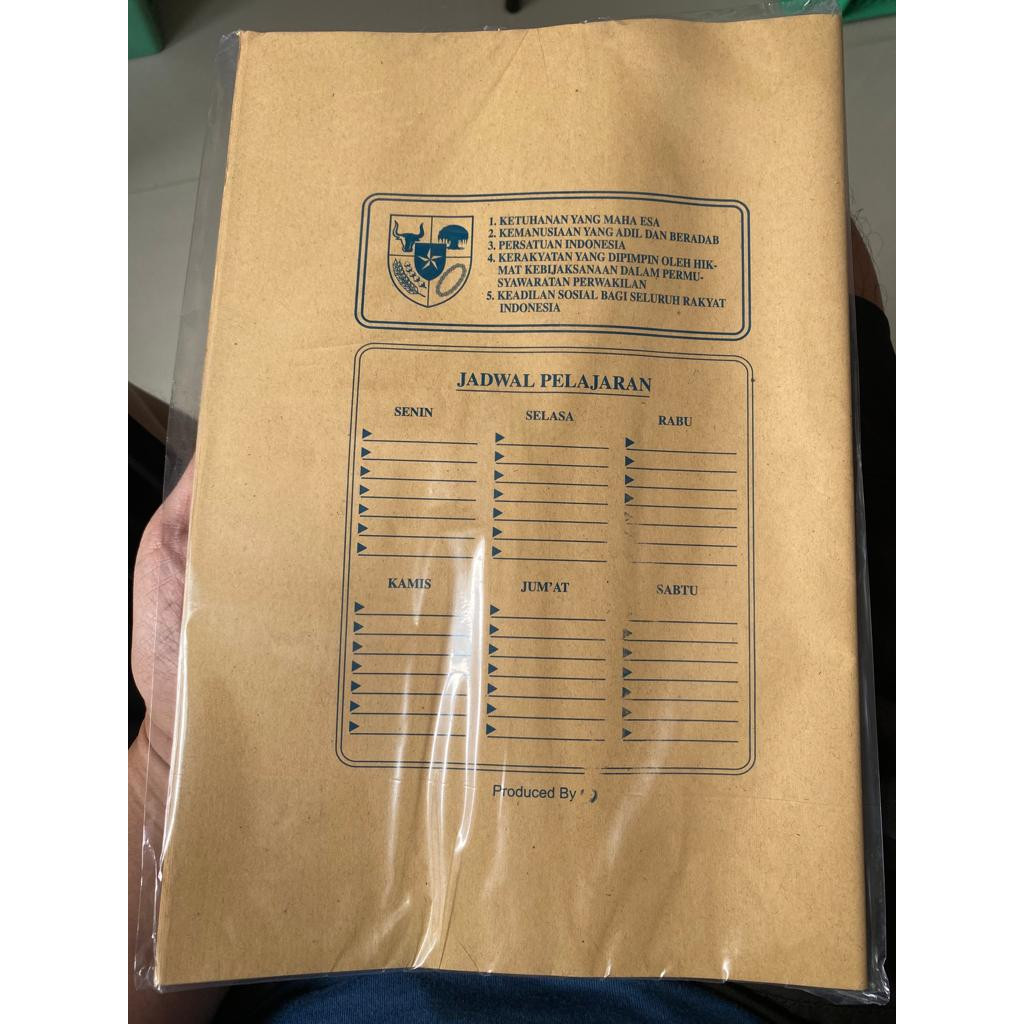 1. KETUHANAN YANG MAHA ESA
2. KEMANUSIAAN YANG ADIL DAN BERADAB
3. PERSATUAN INDONESIA
4. KERAKYATAN YANG DIPIMPIN OLEH HIK-
MAT KEBIJAKSANAAN DALAM PERMU-
SYAWARATAN PERWAKILAN
5. KEADILAN SOSIAL BAGI SELURUH RAKYAT
INDONESIA
JADWAL PELAJARAN
SENIN SELASA RABU
KAMIS JUM'AT SABTU
Produced By